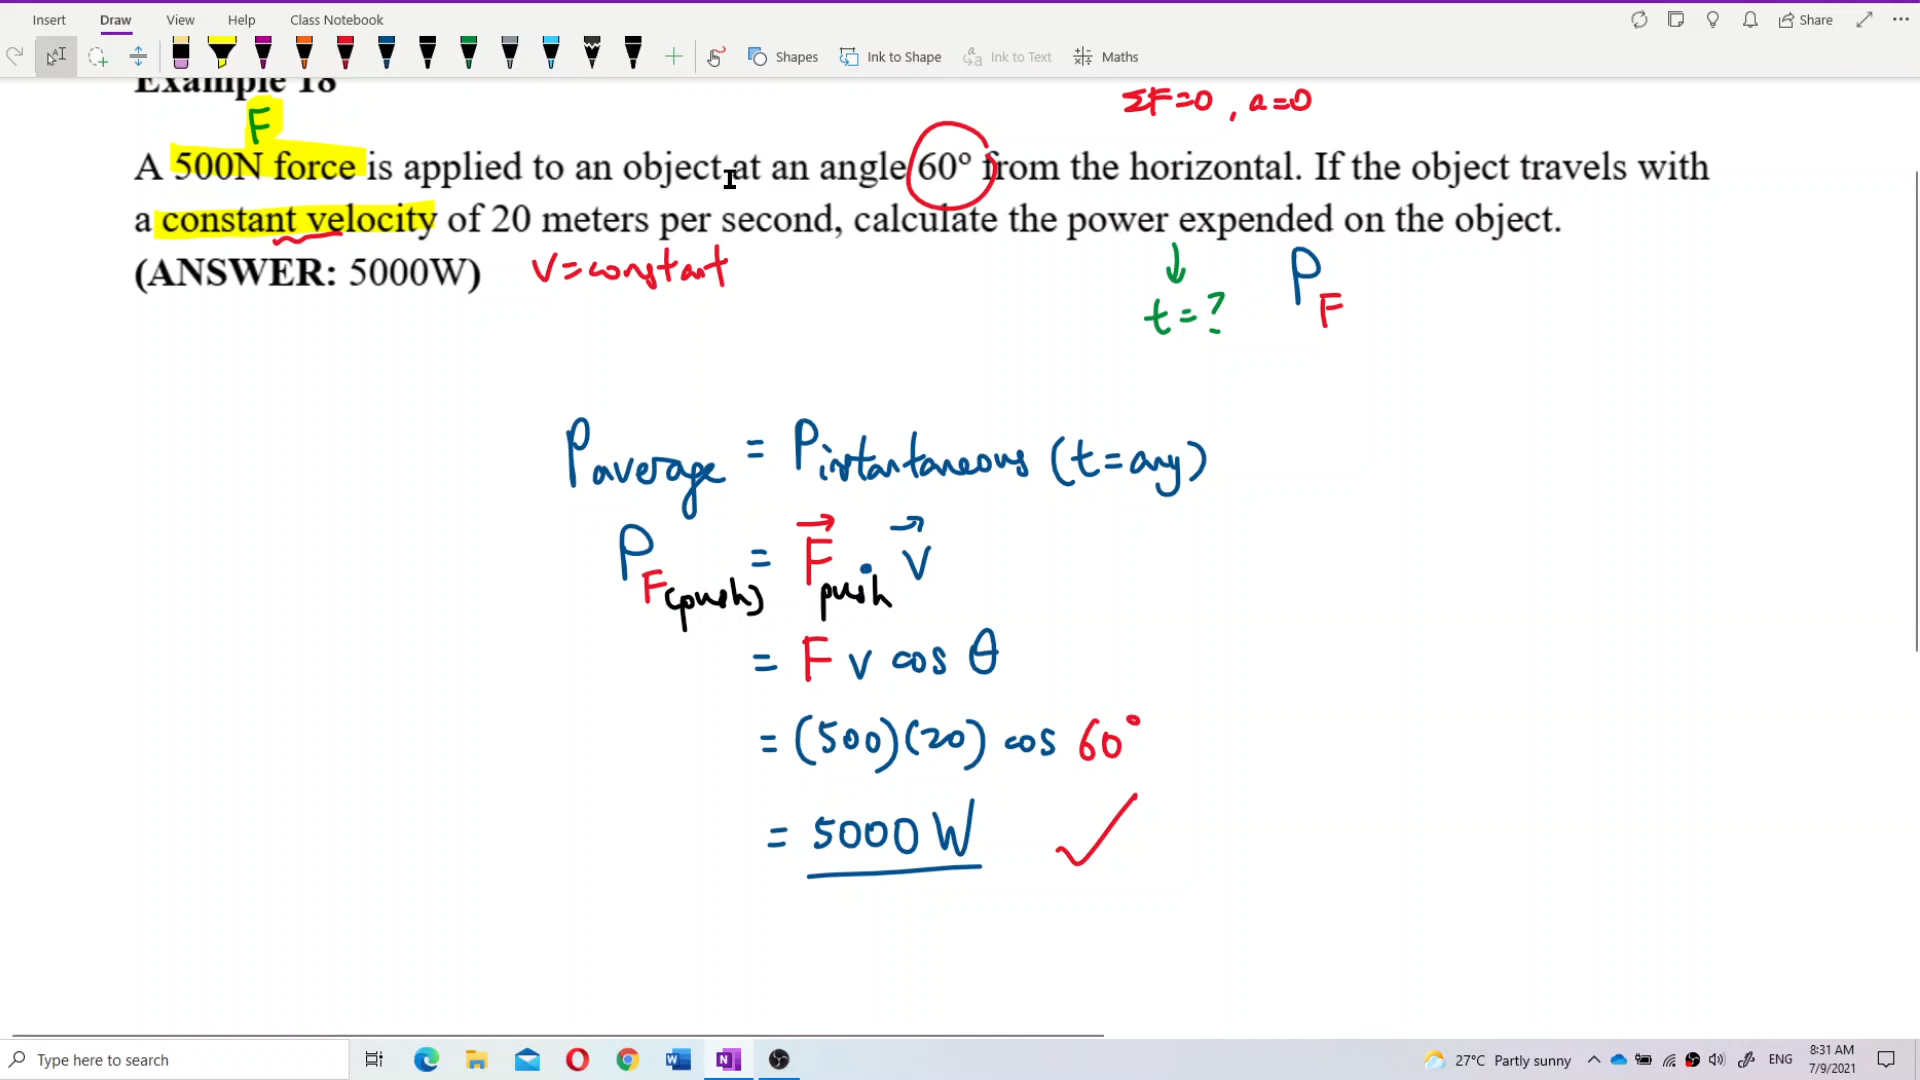 Insert Draw View Help Class Notebook Share
Shapes Ink to Shape Ink to Text Maths
Example 18
ΣF=0 , a=0
F
A 500N force is applied to an object at an angle 60° from the horizontal. If the object travels with
a constant velocity of 20 meters per second, calculate the power expended on the object.
(ANSWER: 5000W) v=constant
P F
t=?
P average = P instantaneous (t=any)
P F(push) = F push . v
= F v cos θ
= (500)(20) cos 60°
= 5000 W
Type here to search
27°C Partly sunny ENG 8:31 AM
7/9/2021